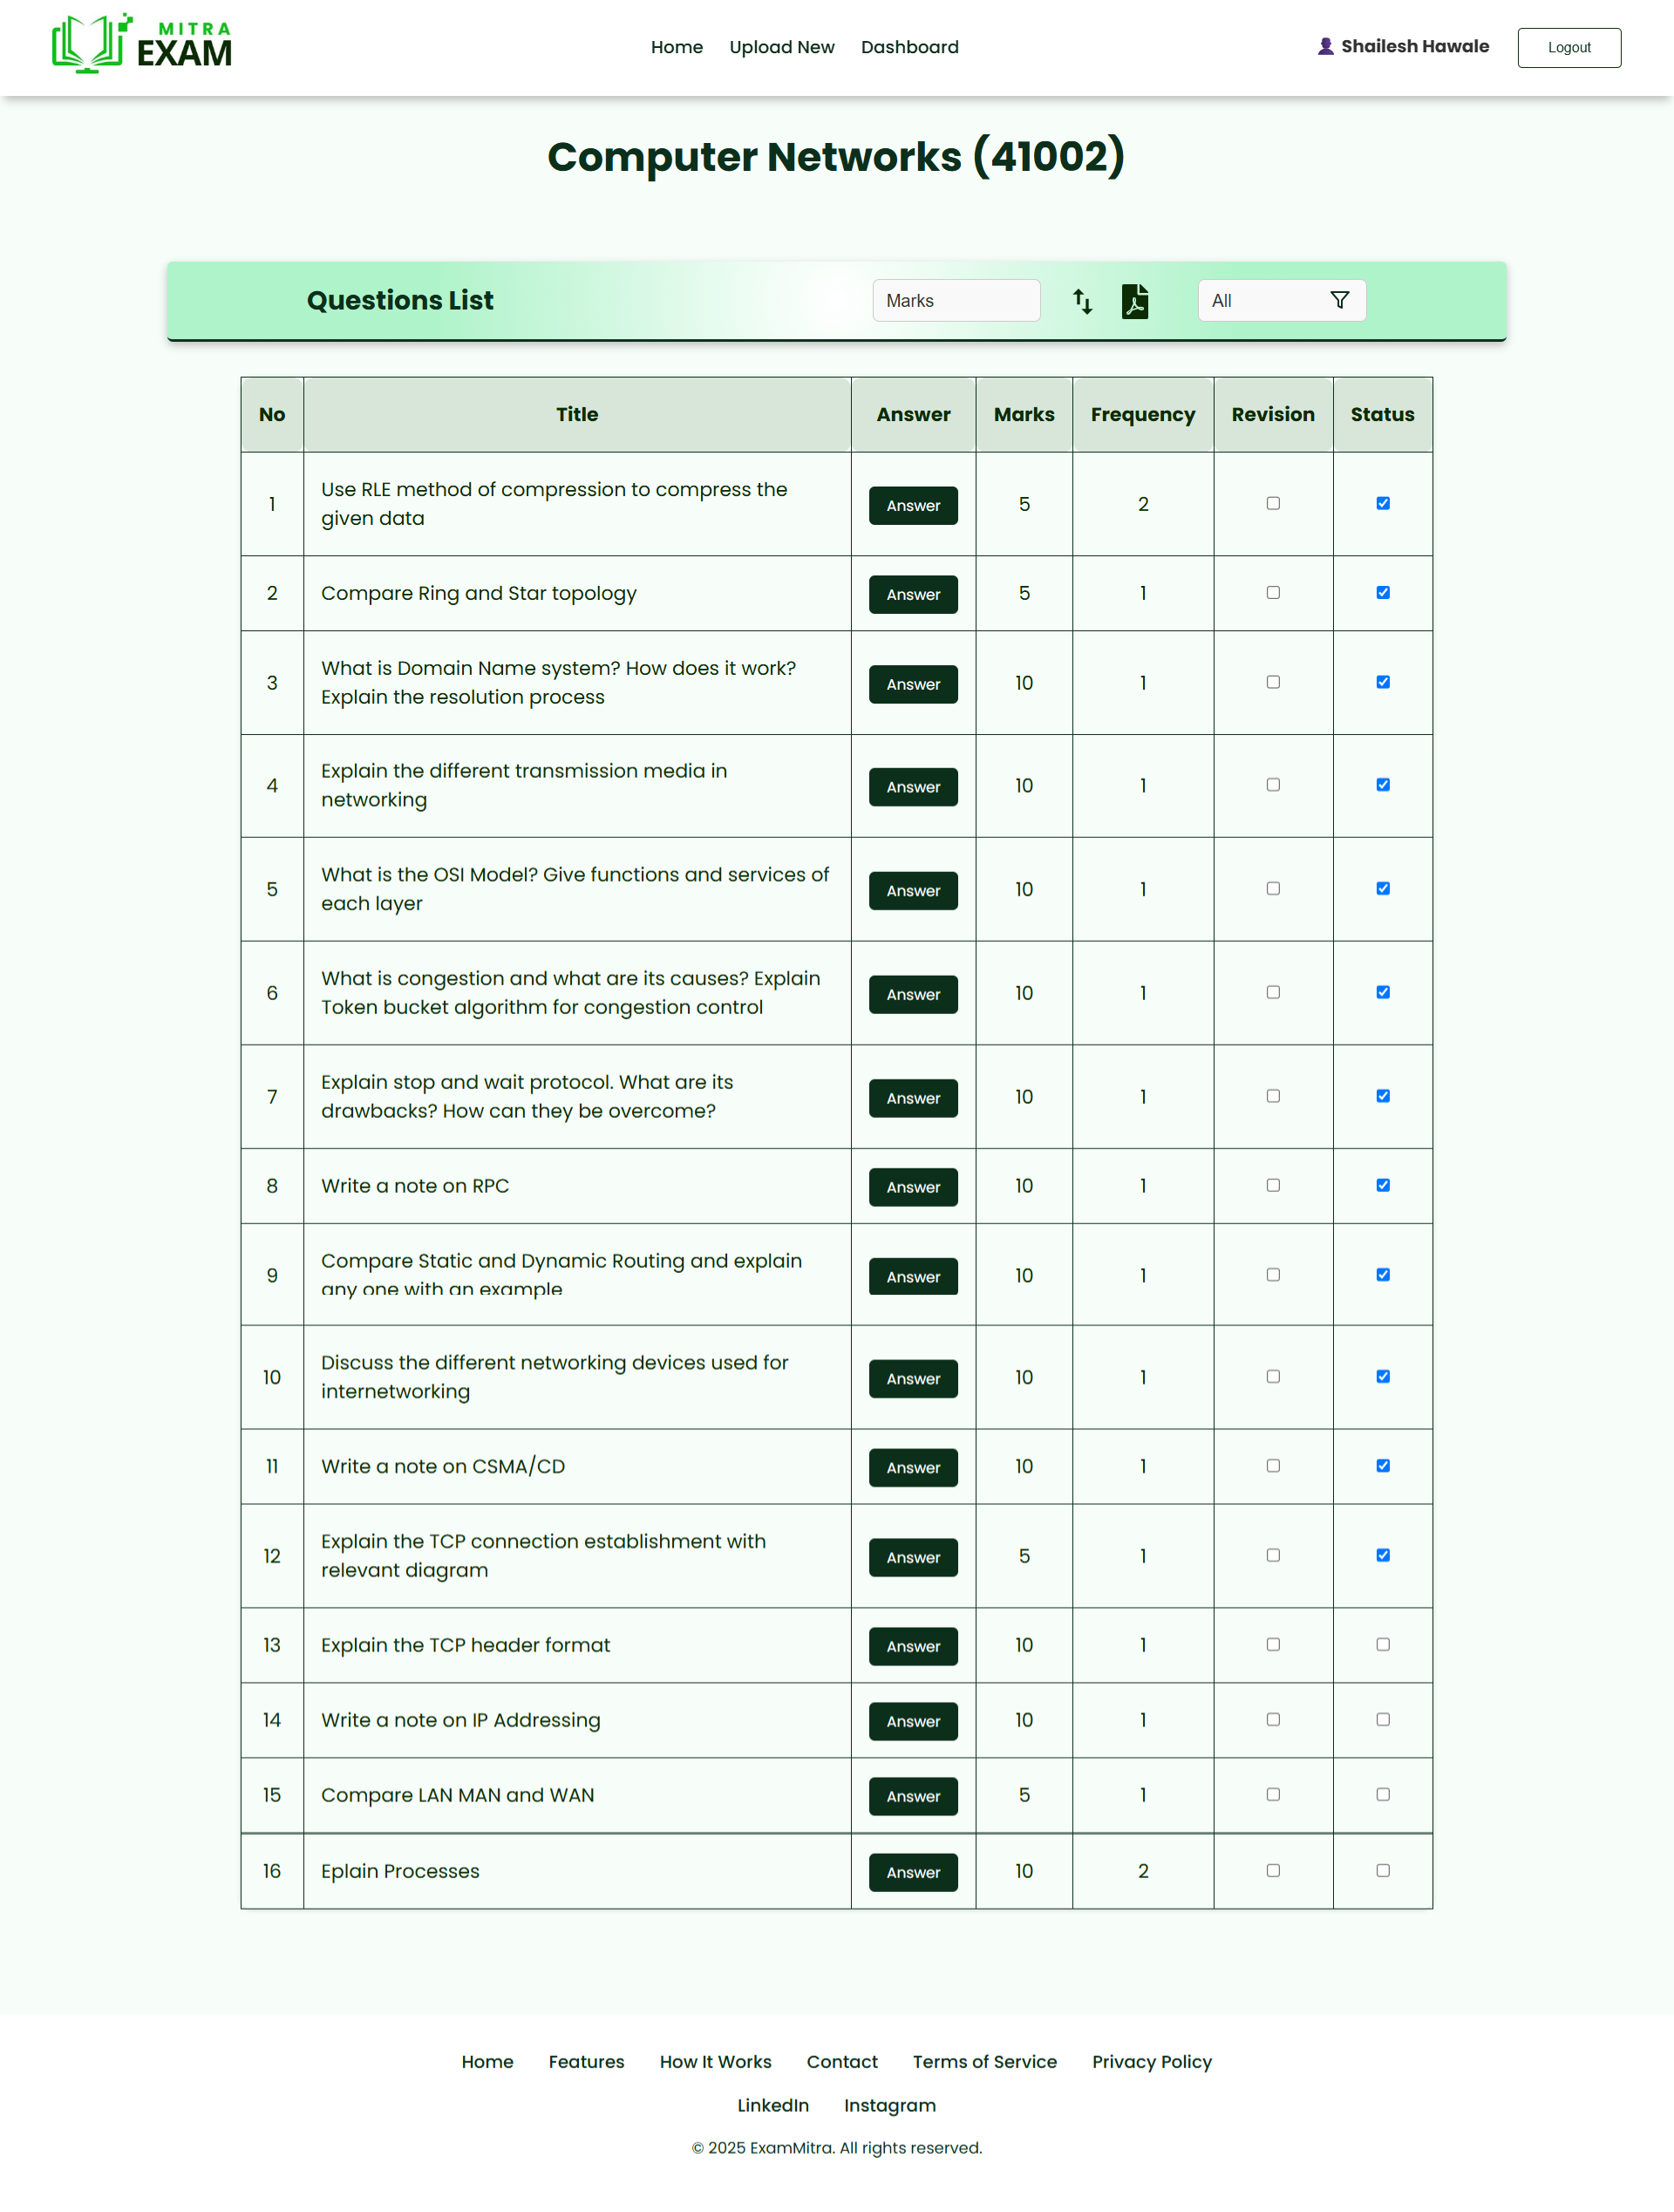 MITRA
EXAM
Home Upload New Dashboard
Shailesh Hawale
Logout
Computer Networks (41002)
Questions List
Marks
All
No Title Answer Marks Frequency Revision Status
1 Use RLE method of compression to compress the
given data
Answer 5 2
2 Compare Ring and Star topology Answer 5 1
3 What is Domain Name system? How does it work?
Explain the resolution process
Answer 10 1
4 Explain the different transmission media in
networking
Answer 10 1
5 What is the OSI Model? Give functions and services of
each layer
Answer 10 1
6 What is congestion and what are its causes? Explain
Token bucket algorithm for congestion control
Answer 10 1
7 Explain stop and wait protocol. What are its
drawbacks? How can they be overcome?
Answer 10 1
8 Write a note on RPC Answer 10 1
9 Compare Static and Dynamic Routing and explain
any one with an example
Answer 10 1
10 Discuss the different networking devices used for
internetworking
Answer 10 1
11 Write a note on CSMA/CD Answer 10 1
12 Explain the TCP connection establishment with
relevant diagram
Answer 5 1
13 Explain the TCP header format Answer 10 1
14 Write a note on IP Addressing Answer 10 1
15 Compare LAN MAN and WAN Answer 5 1
16 Eplain Processes Answer 10 2
Home Features How It Works Contact Terms of Service Privacy Policy
LinkedIn Instagram
© 2025 ExamMitra. All rights reserved.